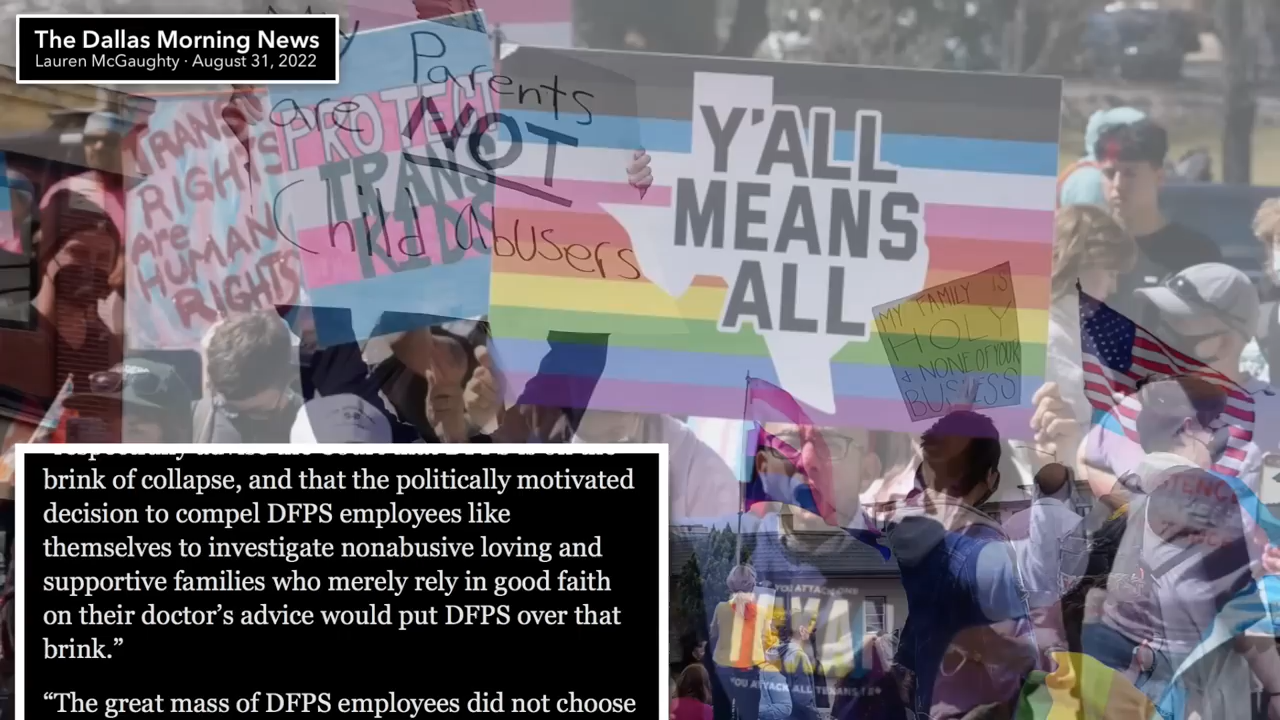 The Dallas Morning News
Lauren McGaughty · August 31, 2022
My
Parents
are NOT
Child Abusers
TRANS
RIGHTS
are
HUMAN
RIGHTS
PROTECT
TRANS
KIDS
Y'ALL
MEANS
ALL
MY FAMILY IS
HOLY
& NONE OF YOUR
BUSINESS
brink of collapse, and that the politically motivated
decision to compel DFPS employees like
themselves to investigate nonabusive loving and
supportive families who merely rely in good faith
on their doctor’s advice would put DFPS over that
brink.”
“The great mass of DFPS employees did not choose
YOU ATTACK ONE
YOU ATTACK ALL TEXANS